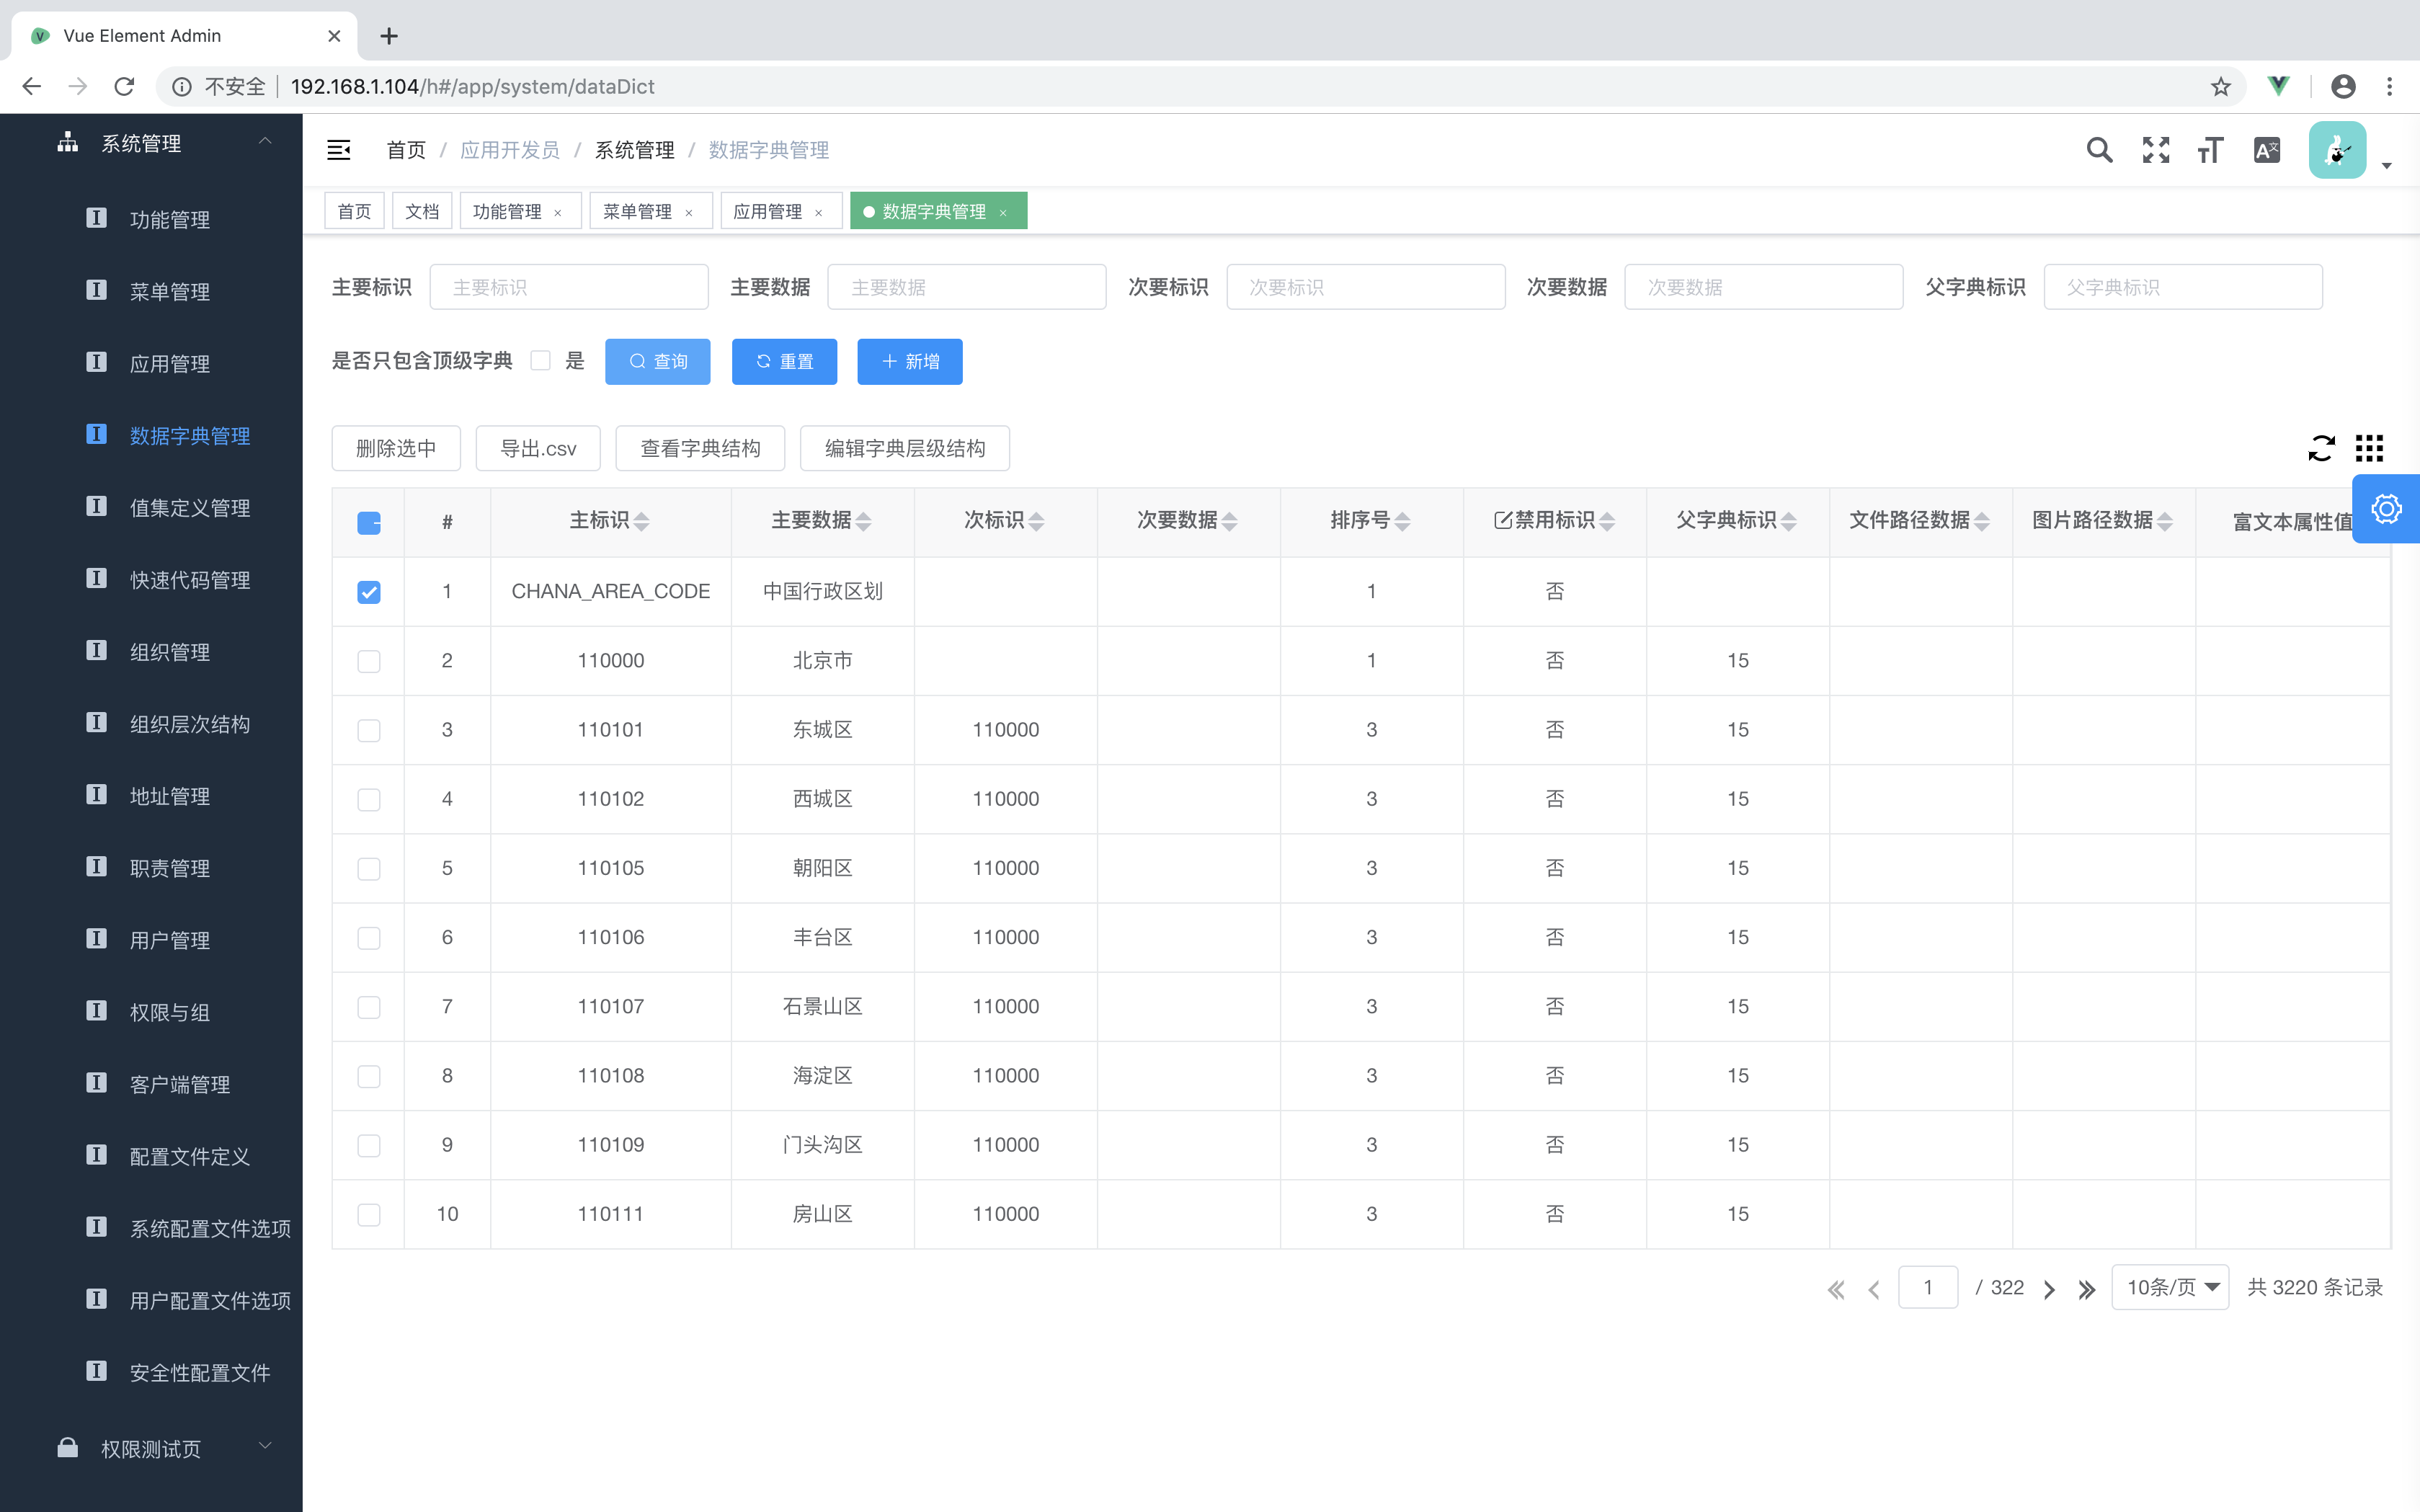 Vue Element Admin
不安全 192.168.1.104/h#/app/system/dataDict
系统管理
功能管理
菜单管理
应用管理
数据字典管理
值集定义管理
快速代码管理
组织管理
组织层次结构
地址管理
职责管理
用户管理
权限与组
客户端管理
配置文件定义
系统配置文件选项
用户配置文件选项
安全性配置文件
权限测试页
首页 / 应用开发员 / 系统管理 / 数据字典管理
首页 文档 功能管理 × 菜单管理 × 应用管理 × 数据字典管理 ×
主要标识 主要标识 主要数据 主要数据 次要标识 次要标识 次要数据 次要数据 父字典标识 父字典标识
是否只包含顶级字典 是 查询 重置 新增
删除选中 导出.csv 查看字典结构 编辑字典层级结构
# 主标识 主要数据 次标识 次要数据 排序号 禁用标识 父字典标识 文件路径数据 图片路径数据 富文本属性值
1 CHANA_AREA_CODE 中国行政区划 1 否
2 110000 北京市 1 否 15
3 110101 东城区 110000 3 否 15
4 110102 西城区 110000 3 否 15
5 110105 朝阳区 110000 3 否 15
6 110106 丰台区 110000 3 否 15
7 110107 石景山区 110000 3 否 15
8 110108 海淀区 110000 3 否 15
9 110109 门头沟区 110000 3 否 15
10 110111 房山区 110000 3 否 15
1 / 322 10条/页 共 3220 条记录